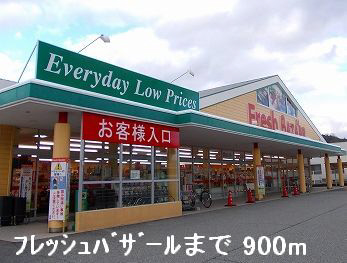 Everyday Low Prices
Fresh Bazar
お客様入口
フレッシュバザールまで 900m